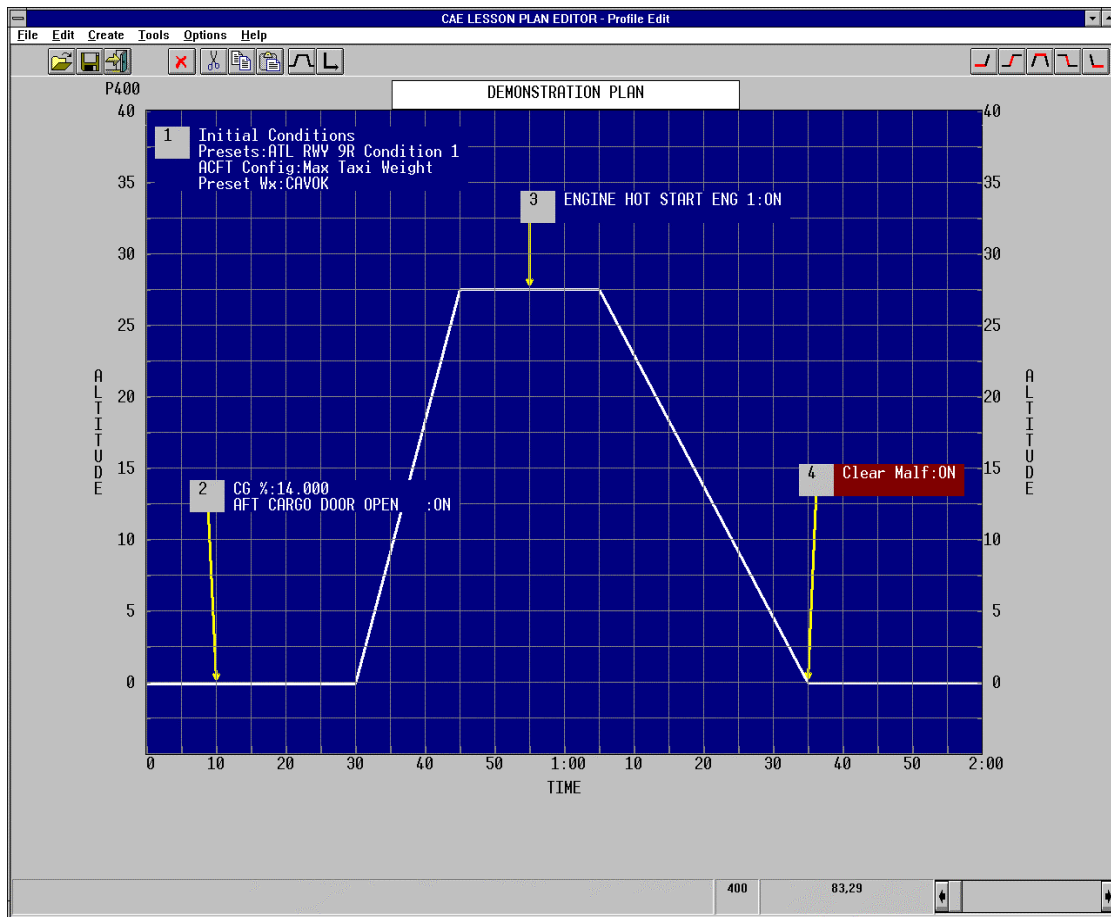 CAE LESSON PLAN EDITOR - Profile Edit
File Edit Create Tools Options Help
P400
DEMONSTRATION PLAN
40 40
1 Initial Conditions
Presets:ATL RWY 9R Condition 1
ACFT Config:Max Taxi Weight
Preset Wx:CAVOK
35 35
3 ENGINE HOT START ENG 1:ON
30 30
25 25
20 20
ALTITUDE
ALTITUDE
15 15
4 Clear Malf:ON
2 CG %:14.000
AFT CARGO DOOR OPEN :ON
10 10
5 5
0 0
0 10 20 30 40 50 1:00 10 20 30 40 50 2:00
TIME
400 83,29